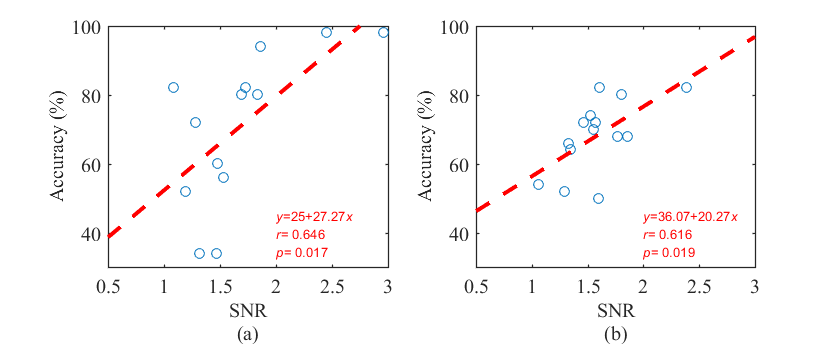 100
80
60
40
Accuracy (%)
y=25+27.27x
r= 0.646
p= 0.017
0.5 1 1.5 2 2.5 3
SNR
(a)
100
80
60
40
Accuracy (%)
y=36.07+20.27x
r= 0.616
p= 0.019
0.5 1 1.5 2 2.5 3
SNR
(b)